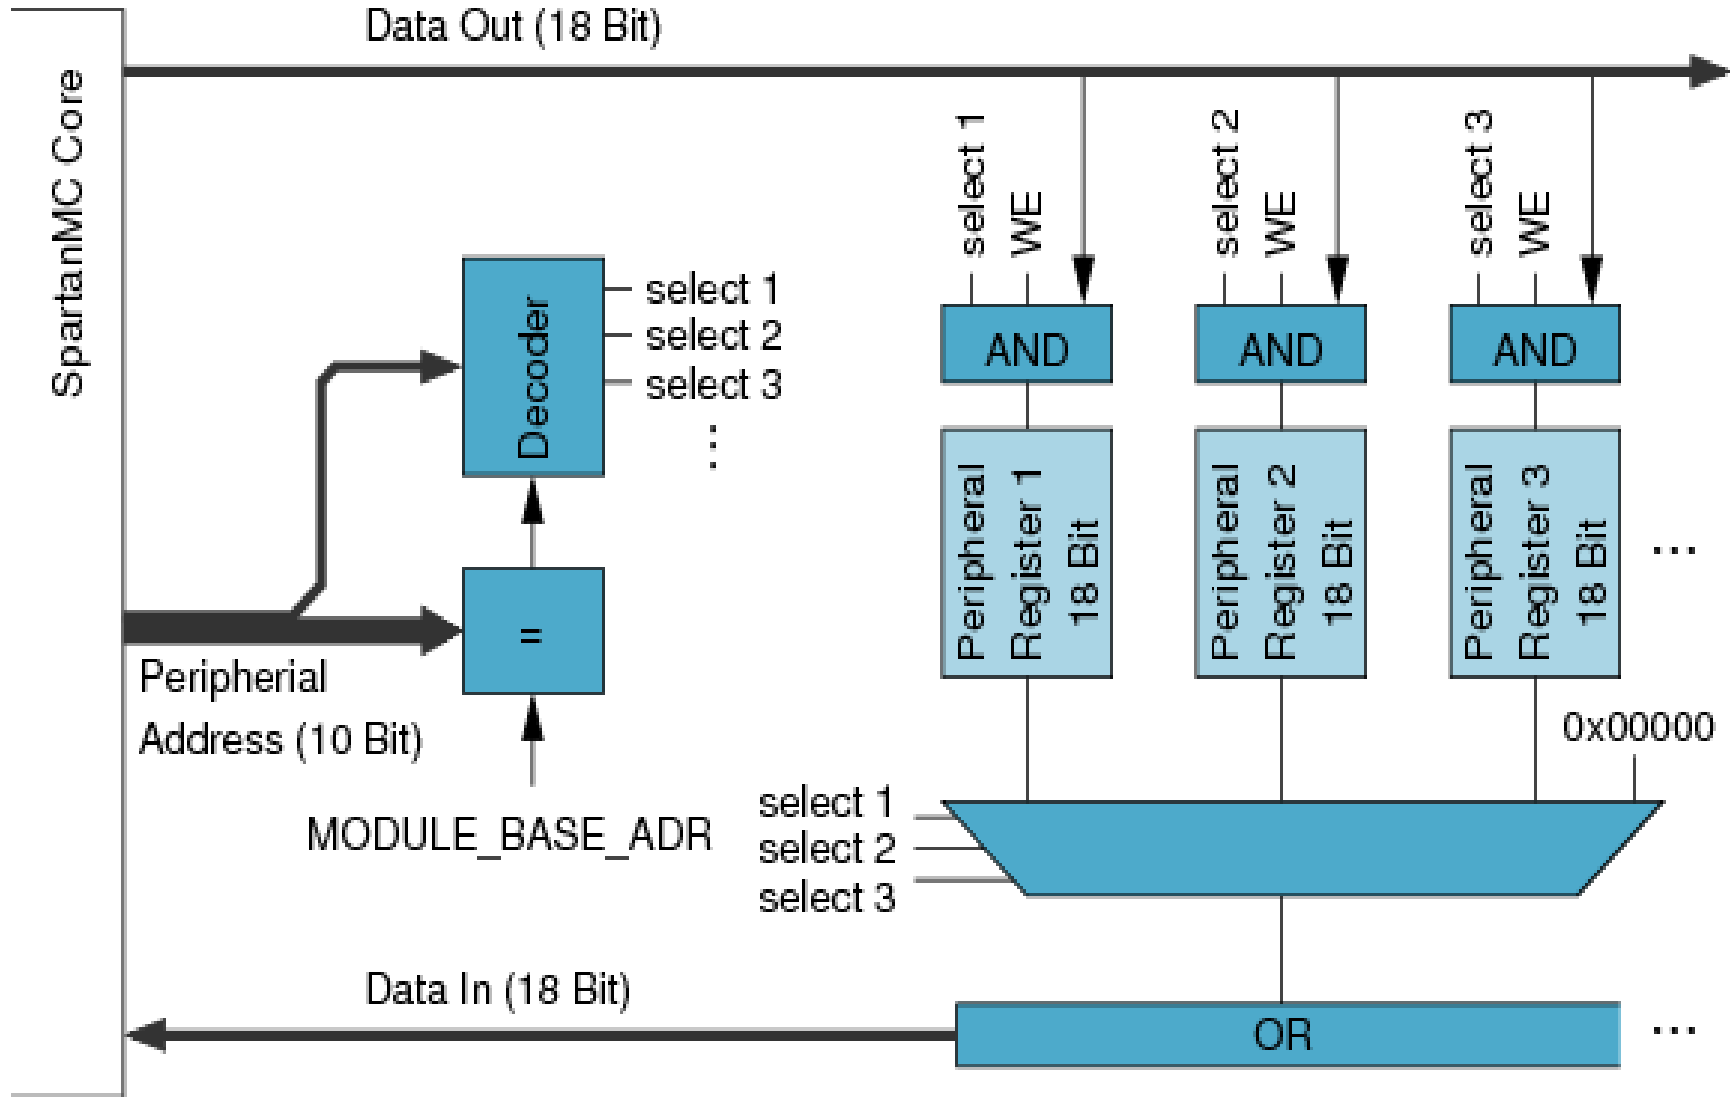 Data Out (18 Bit)
SpartanMC Core
select 1
WE
select 2
WE
select 3
WE
Decoder
select 1
select 2
select 3
⋮
AND
AND
AND
Peripheral
Register 1
18 Bit
Peripheral
Register 2
18 Bit
Peripheral
Register 3
18 Bit
...
=
Peripherial
Address (10 Bit)
MODULE_BASE_ADR
0x00000
select 1
select 2
select 3
Data In (18 Bit)
OR
...